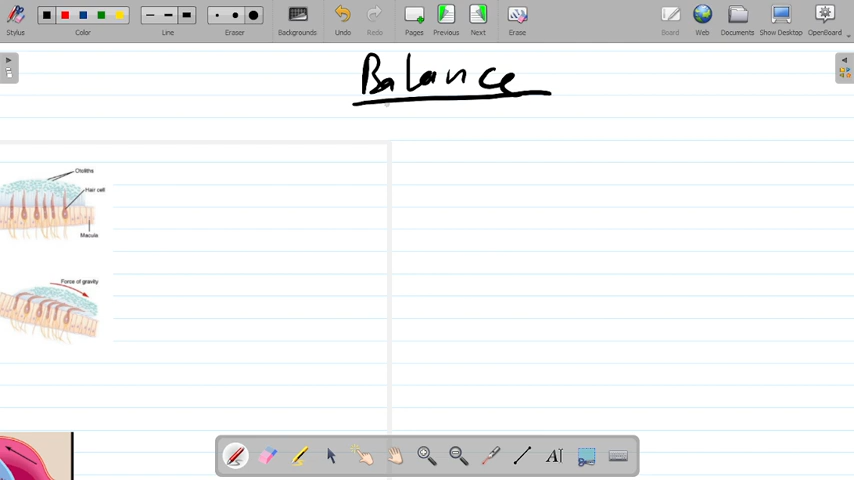 Stylus
Color
Line
Eraser
Backgrounds
Undo
Redo
Pages
Previous
Next
Erase
Board
Web
Documents
Show Desktop
OpenBoard
Balance
Otoliths
Hair cell
Macula
Force of gravity